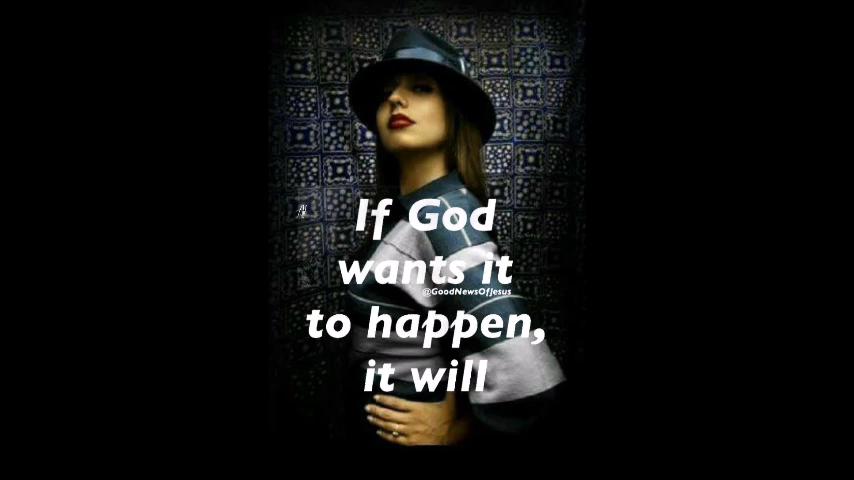 If God
wants it
@GoodNewsOfJesus
to happen,
it will